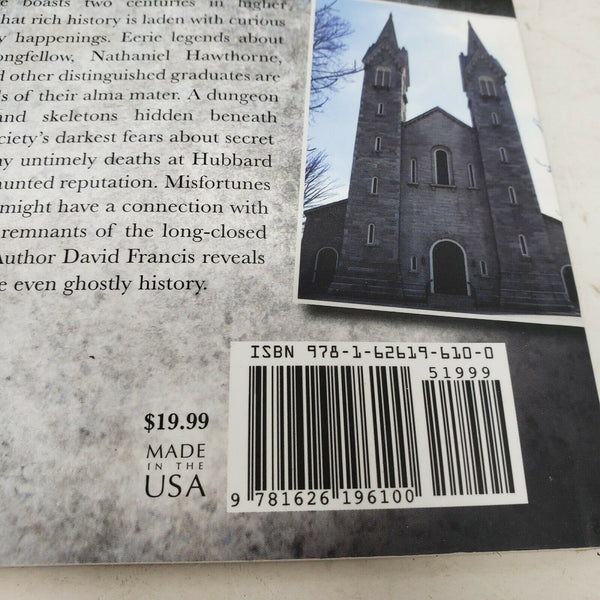 e boasts two centuries in higher
hat rich history is laden with curious
y happenings. Eerie legends about
ongfellow, Nathaniel Hawthorne,
d other distinguished graduates are
ls of their alma mater. A dungeon
and skeletons hidden beneath
ciety's darkest fears about secret
ny untimely deaths at Hubbard
aunted reputation. Misfortunes
might have a connection with
remnants of the long-closed
Author David Francis reveals
e even ghostly history.
ISBN 978-1-62619-610-0
51999
$19.99
MADE
IN THE
USA
9 781626 196100